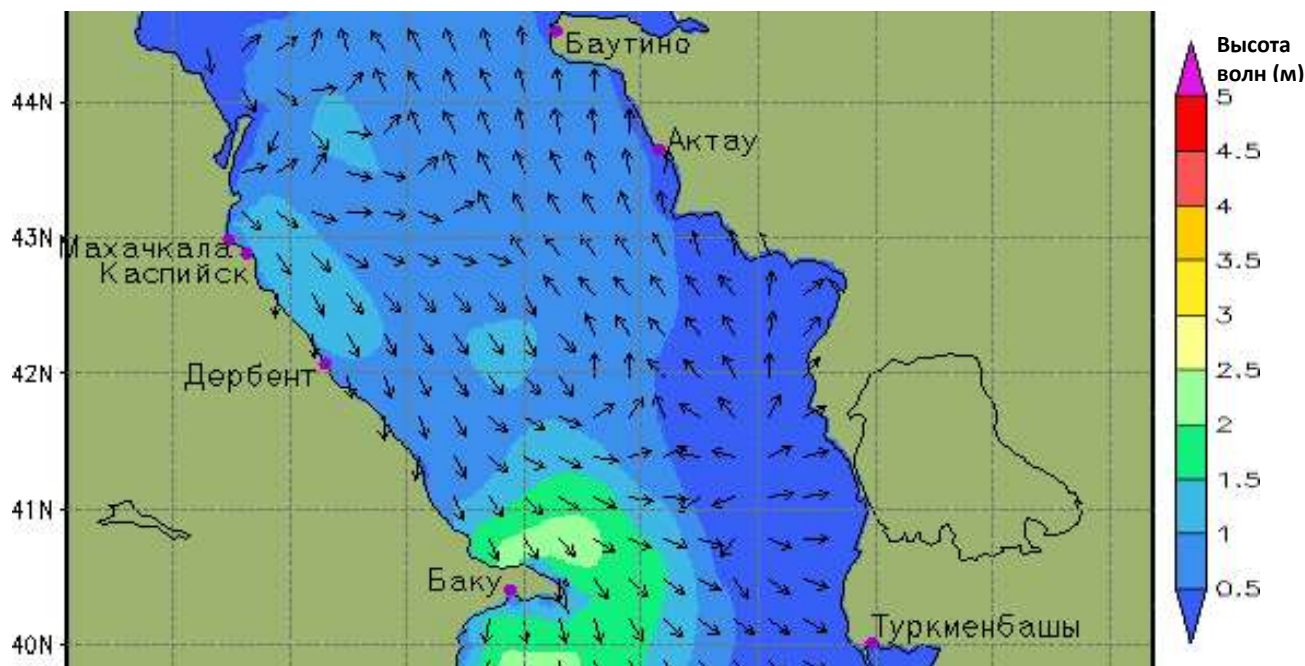 Баутино
Высота
волн (м)
44N
5
Актау
4.5
4
43N
Махачкала
Каспийск
3.5
3
42N
Дербент
2.5
2
1.5
41N
1
Баку
0.5
40N
Туркменбашы